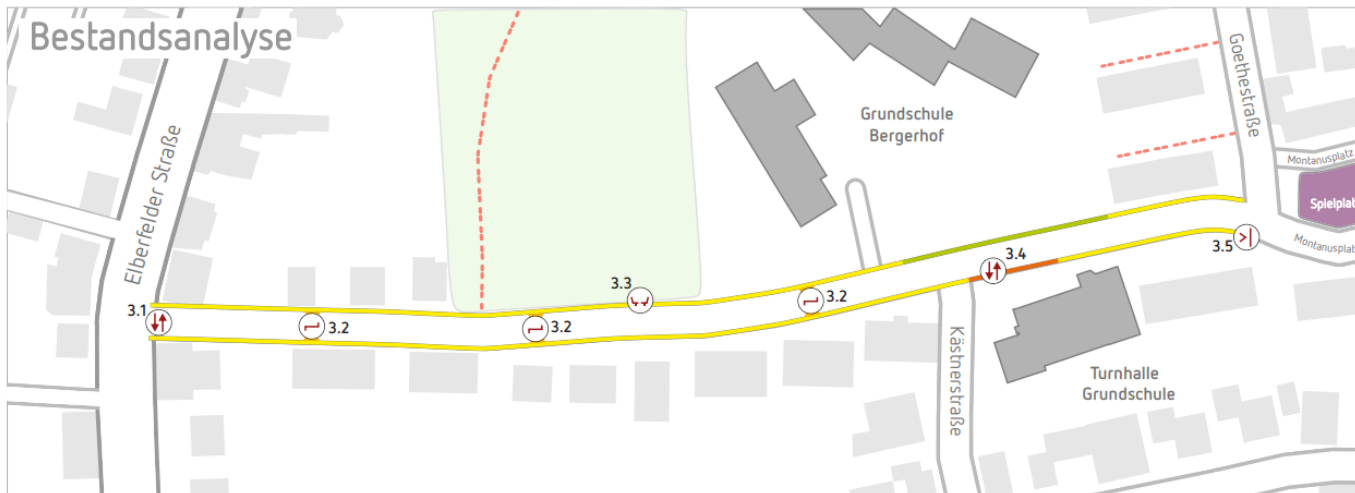 Bestandsanalyse
Elberfelder Straße
Grundschule
Bergerhof
Goethestraße
Montanusplatz
Spielplat
Montanusplat
3.1
3.2
3.2
3.3
3.2
3.4
3.5
Kästnerstraße
Turnhalle
Grundschule